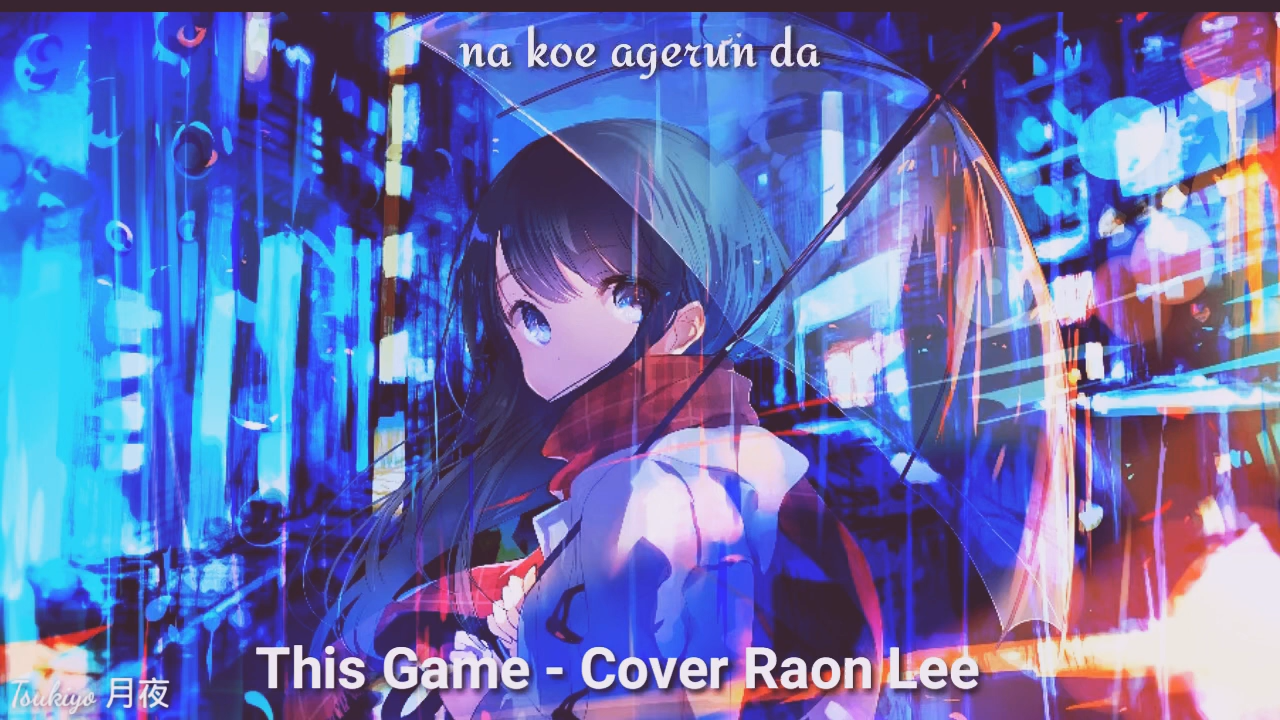 na koe agerun da
This Game - Cover Raon Lee
Tsukiyo 月夜